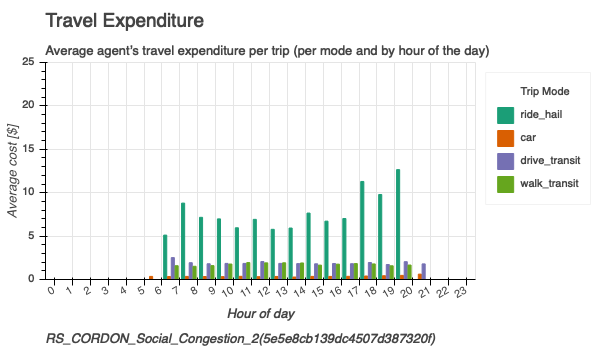 Travel Expenditure
Average agent's travel expenditure per trip (per mode and by hour of the day)
25
20
15
10
5
0
Average cost [$]
0 1 2 3 4 5 6 7 8 9 10 11 12 13 14 15 16 17 18 19 20 21 22 23
Hour of day
Trip Mode
ride_hail
car
drive_transit
walk_transit
RS_CORDON_Social_Congestion_2(5e5e8cb139dc4507d387320f)